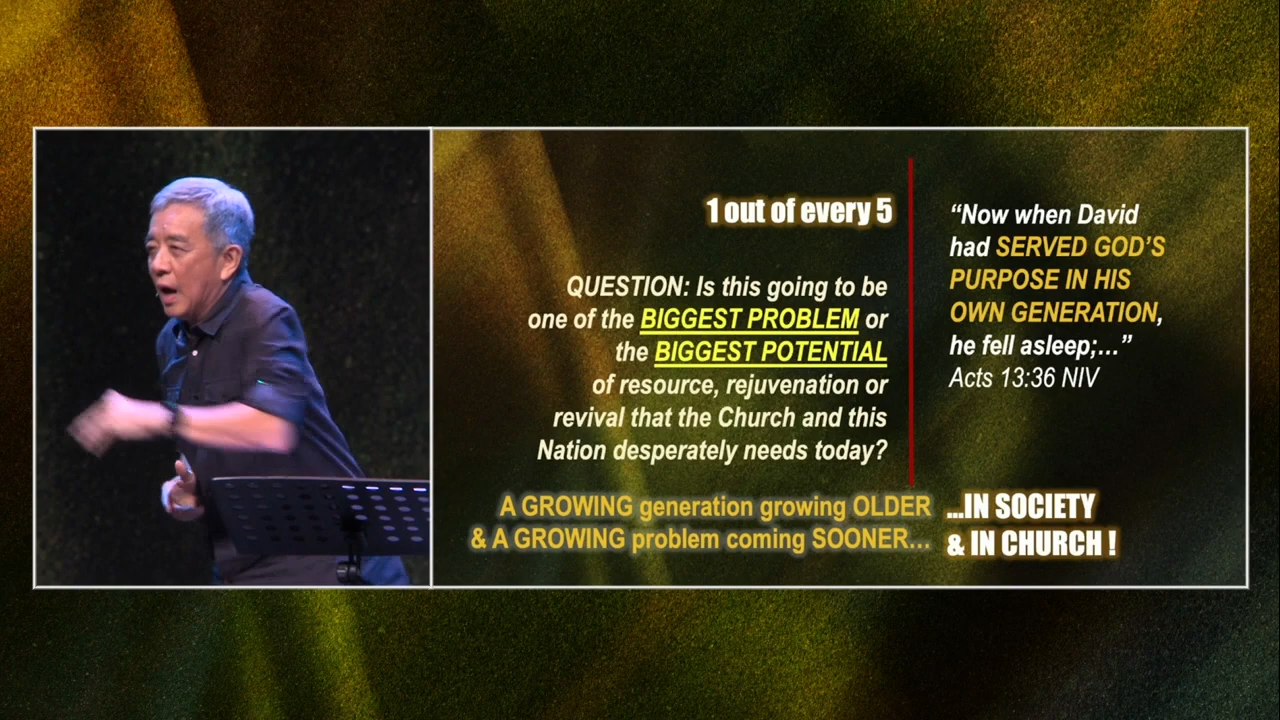 1 out of every 5
QUESTION: Is this going to be
one of the BIGGEST PROBLEM or
the BIGGEST POTENTIAL
of resource, rejuvenation or
revival that the Church and this
Nation desperately needs today?
“Now when David
had SERVED GOD’S
PURPOSE IN HIS
OWN GENERATION,
he fell asleep;...”
Acts 13:36 NIV
A GROWING generation growing OLDER
& A GROWING problem coming SOONER...
...IN SOCIETY
& IN CHURCH !